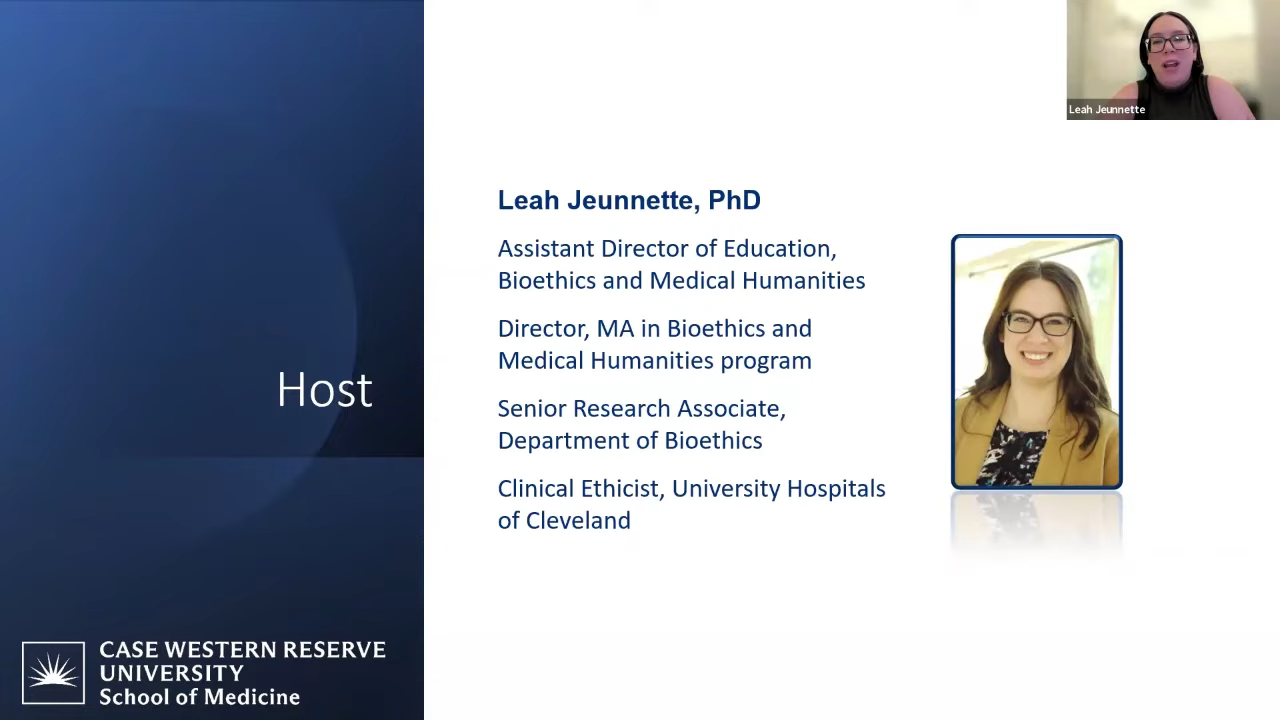 Leah Jeunnette
Leah Jeunnette, PhD
Assistant Director of Education,
Bioethics and Medical Humanities
Director, MA in Bioethics and
Medical Humanities program
Senior Research Associate,
Department of Bioethics
Clinical Ethicist, University Hospitals
of Cleveland
Host
CASE WESTERN RESERVE
UNIVERSITY
School of Medicine